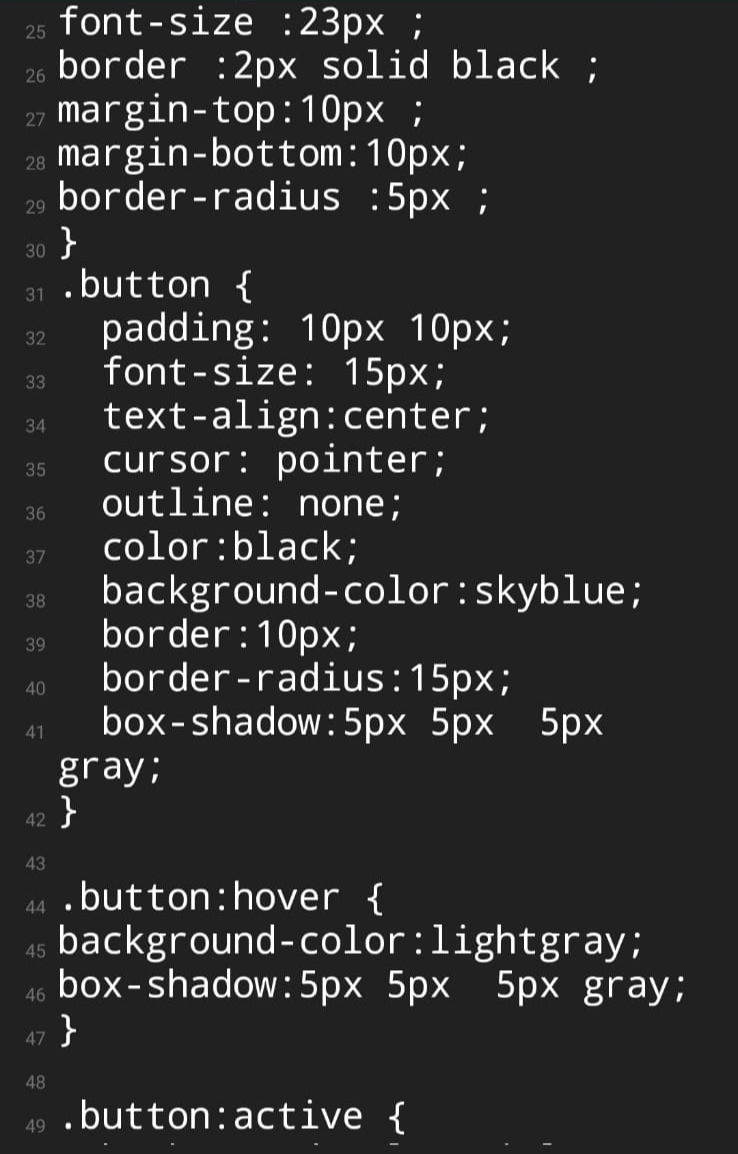 25 font-size :23px ;
26 border :2px solid black ;
27 margin-top:10px ;
28 margin-bottom:10px;
29 border-radius :5px ;
30 }
31 .button {
32   padding: 10px 10px;
33   font-size: 15px;
34   text-align:center;
35   cursor: pointer;
36   outline: none;
37   color:black;
38   background-color:skyblue;
39   border:10px;
40   border-radius:15px;
41   box-shadow:5px 5px  5px
gray;
42 }
43
44 .button:hover {
45 background-color:lightgray;
46 box-shadow:5px 5px  5px gray;
47 }
48
49 .button:active {